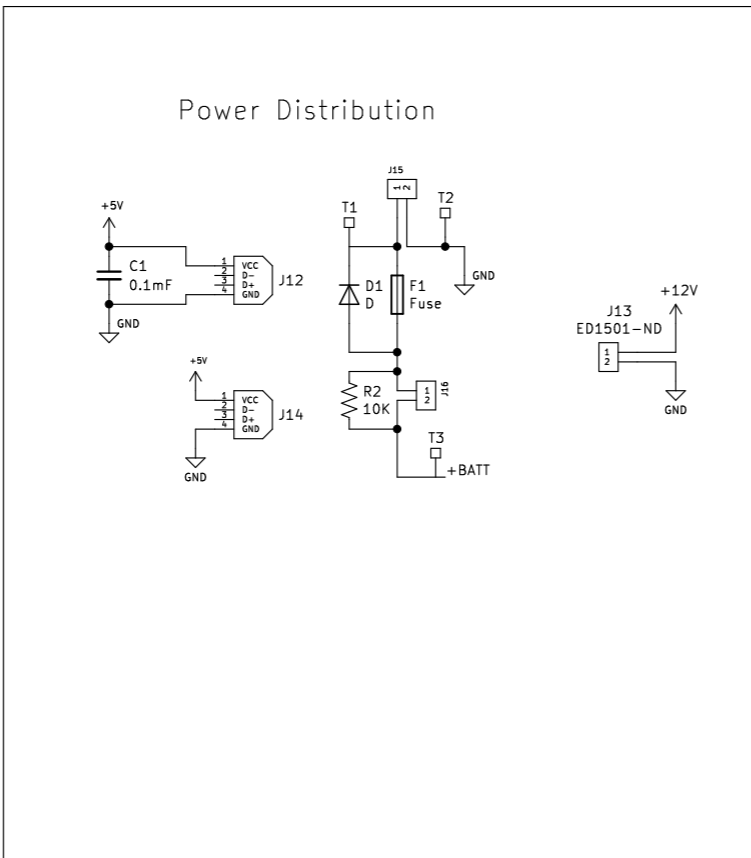 Power Distribution
+5V
C1
0.1mF
GND
1 VCC
2 D-
3 D+
4 GND
J12
+5V
1 VCC
2 D-
3 D+
4 GND
J14
GND
J15
1 2
T1
T2
GND
D1
D
F1
Fuse
R2
10K
1
2
J16
T3
+BATT
J13
ED1501-ND
1
2
+12V
GND